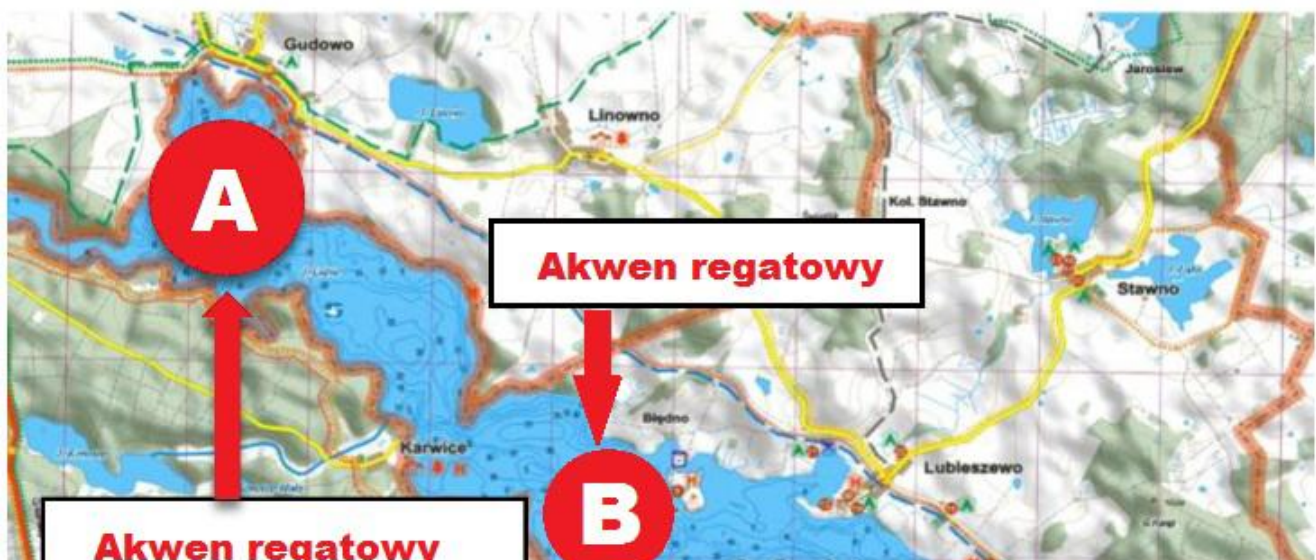 Gudowo
Jarosław
Linowno
A
Kol. Stawno
Akwen regatowy
Stawno
Błędno
Karwice
Lubieszewo
B
Akwen regatowy